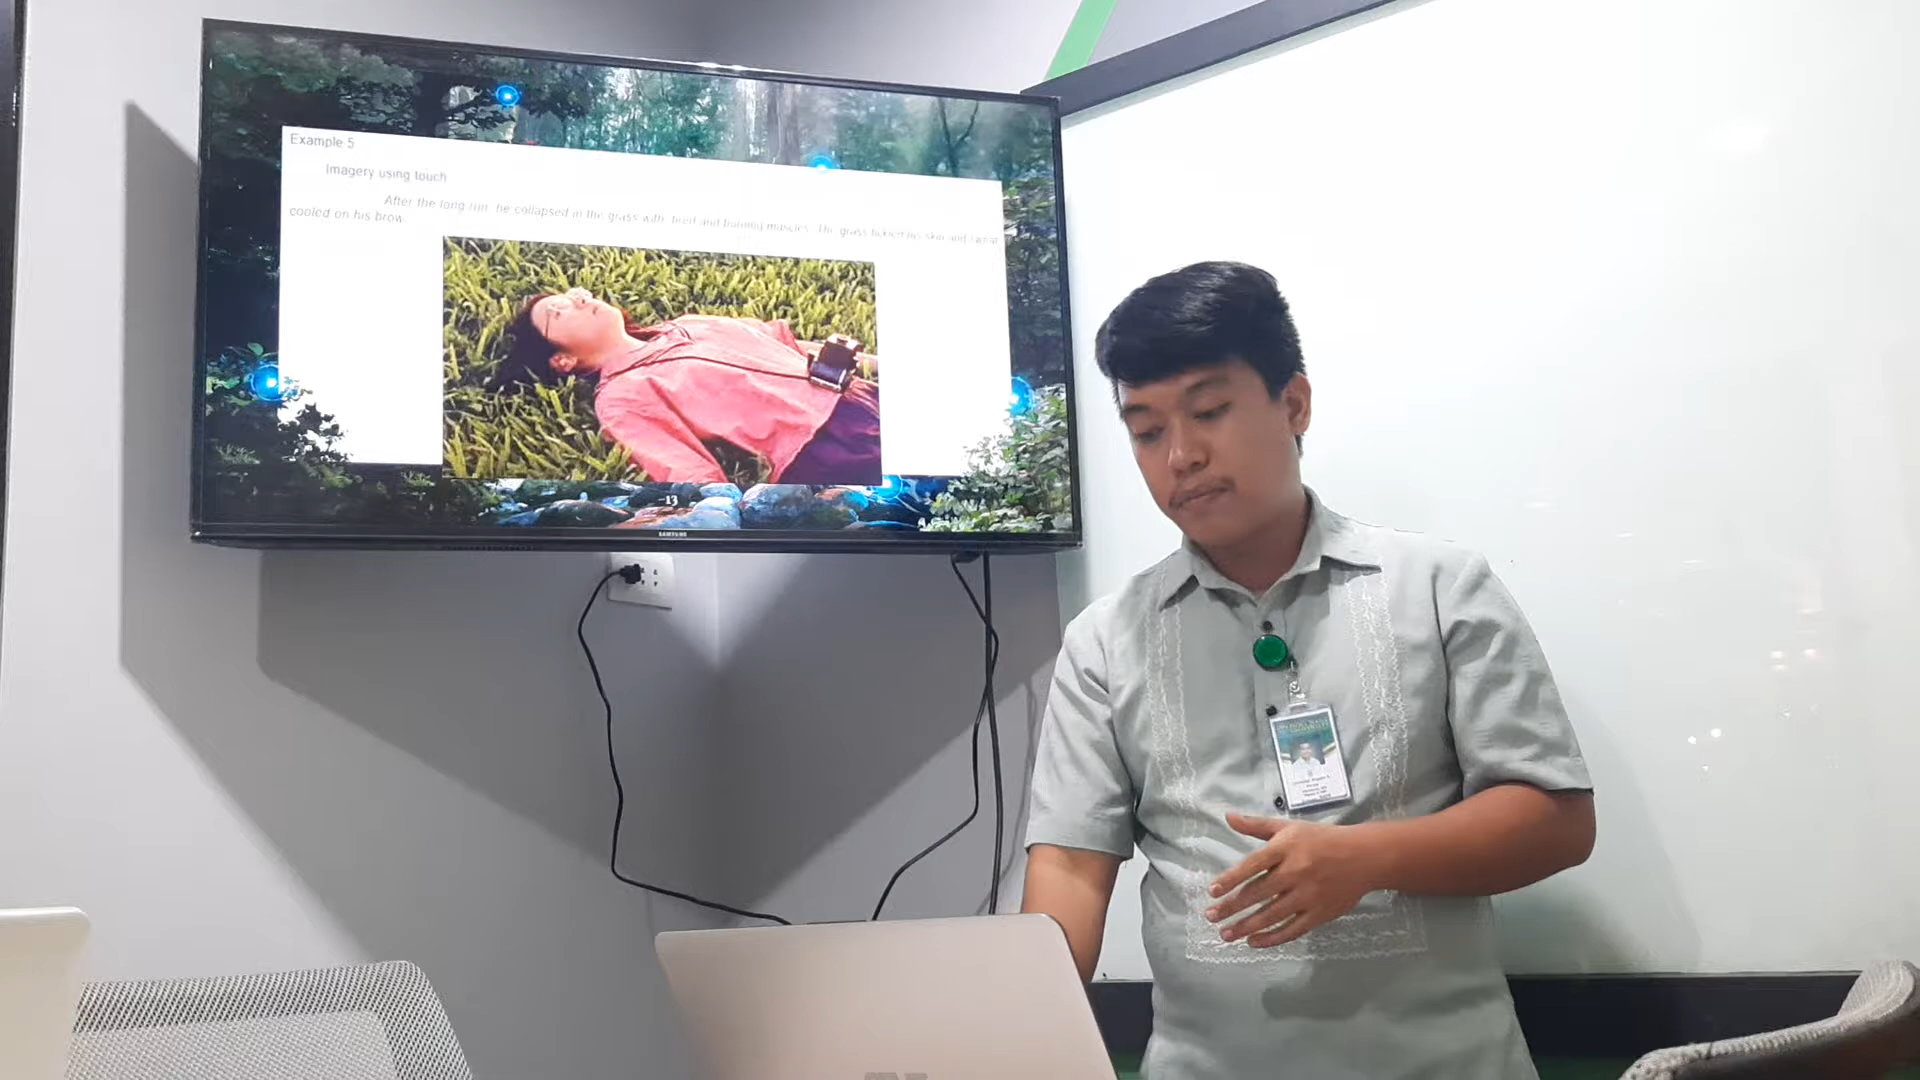 Example 5
Imagery using touch
After the long run, he collapsed in the grass with tired and burning muscles. The grass tickled his skin and sweat
cooled on his brow.
13
SAMSUNG